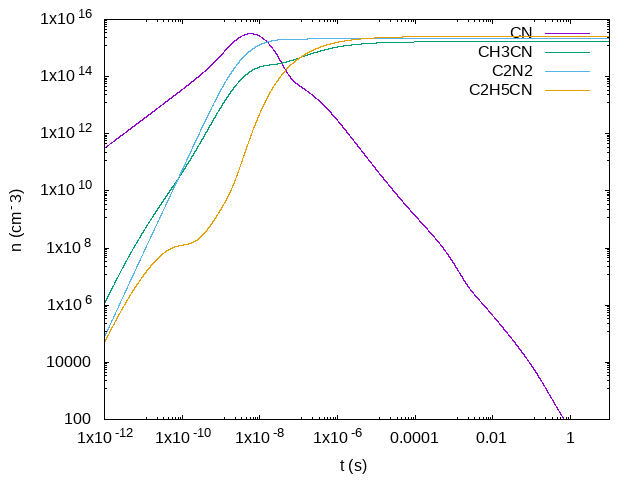 1x10^16
1x10^14
1x10^12
1x10^10
1x10^8
1x10^6
10000
100
n (cm^-3)
CN
CH3CN
C2N2
C2H5CN
1x10^-12 1x10^-10 1x10^-8 1x10^-6 0.0001 0.01 1
t (s)